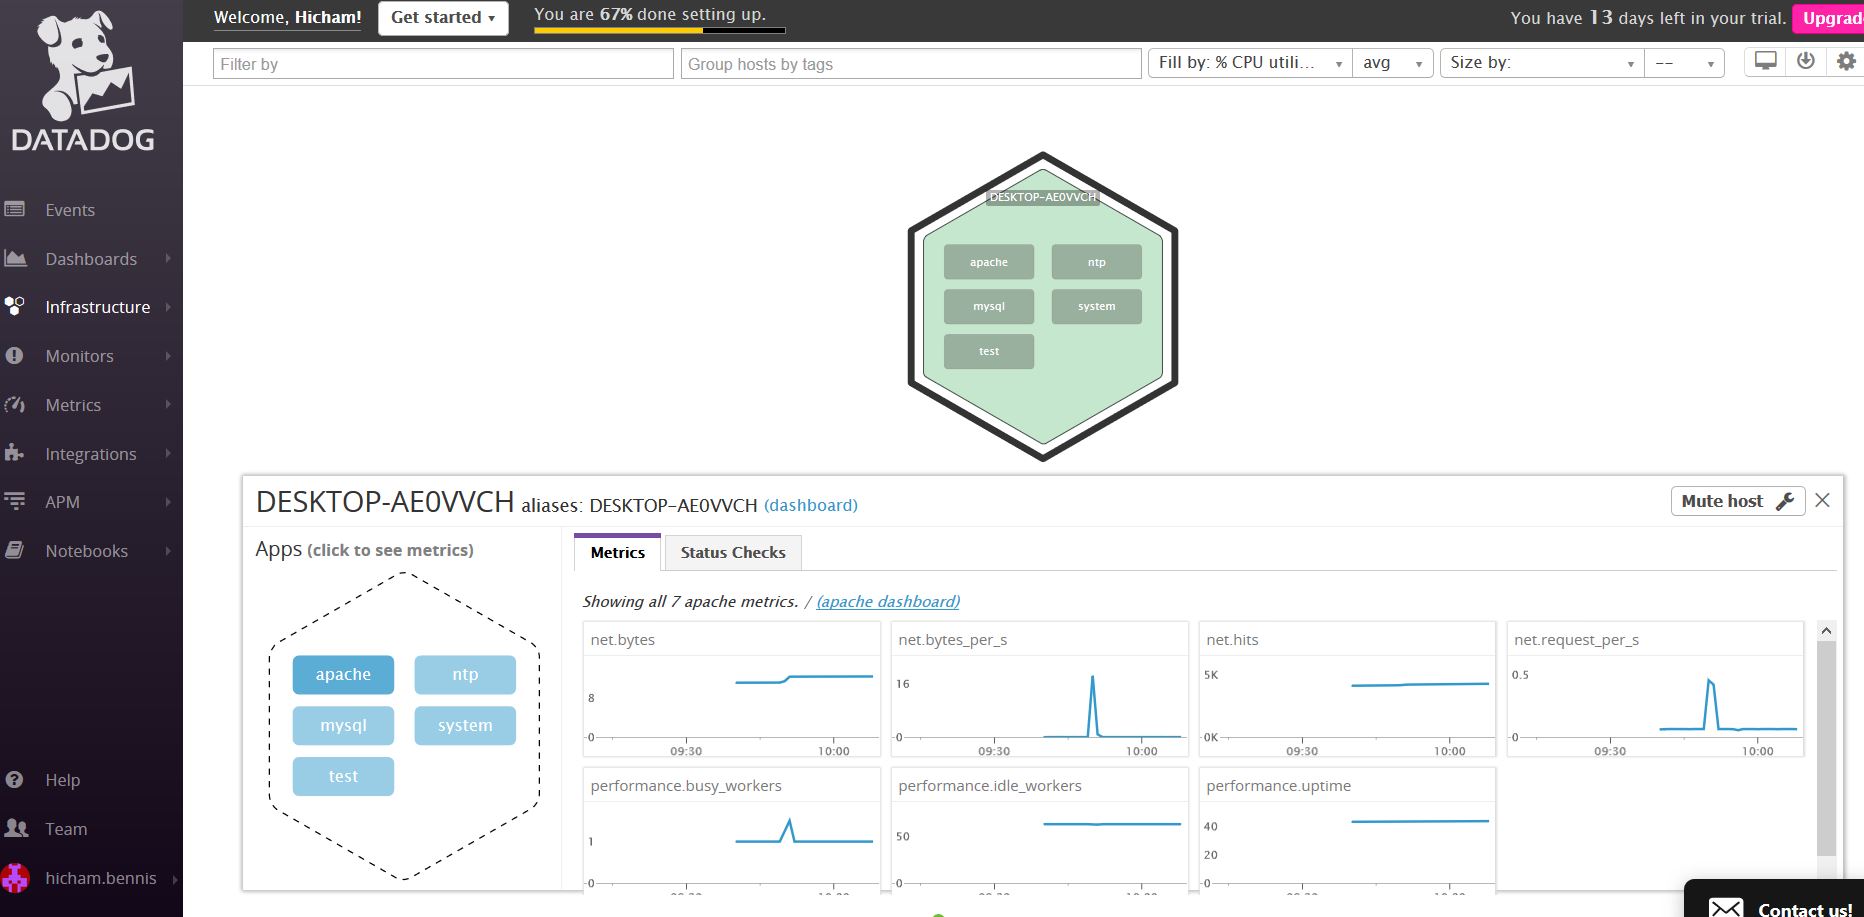 DATADOG
Welcome, Hicham!
Get started
You are 67% done setting up.
You have 13 days left in your trial.
Upgrad
Filter by
Group hosts by tags
Fill by: % CPU utili...
avg
Size by:
--
Events
Dashboards
Infrastructure
Monitors
Metrics
Integrations
APM
Notebooks
Help
Team
hicham.bennis
DESKTOP-AE0VVCH
apache
ntp
mysql
system
test
DESKTOP-AE0VVCH aliases: DESKTOP-AE0VVCH (dashboard)
Mute host
Apps (click to see metrics)
apache
ntp
mysql
system
test
Metrics
Status Checks
Showing all 7 apache metrics. / (apache dashboard)
net.bytes
8
0
09:30 10:00
net.bytes_per_s
16
0
09:30 10:00
net.hits
5K
0K
09:30 10:00
net.request_per_s
0.5
0
09:30 10:00
performance.busy_workers
1
0
performance.idle_workers
50
0
performance.uptime
40
20
0
Contact us!